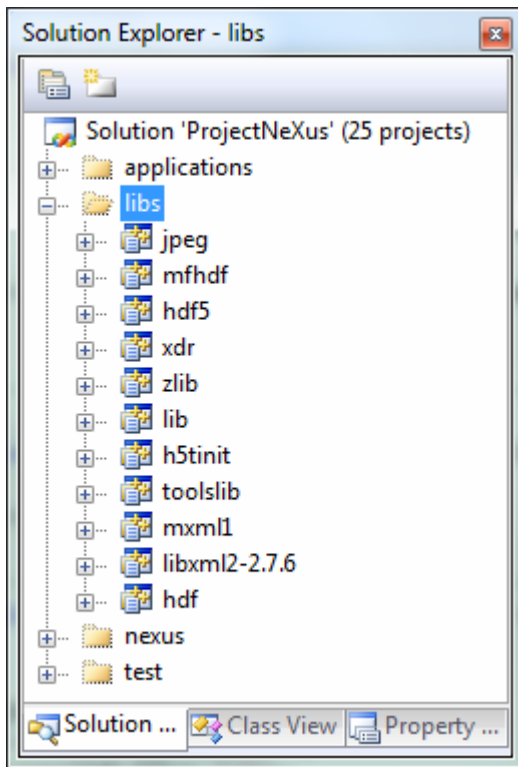 Solution Explorer - libs
Solution 'ProjectNeXus' (25 projects)
applications
libs
jpeg
mfhdf
hdf5
xdr
zlib
lib
h5tinit
toolslib
mxml1
libxml2-2.7.6
hdf
nexus
test
Solution ... Class View Property ...